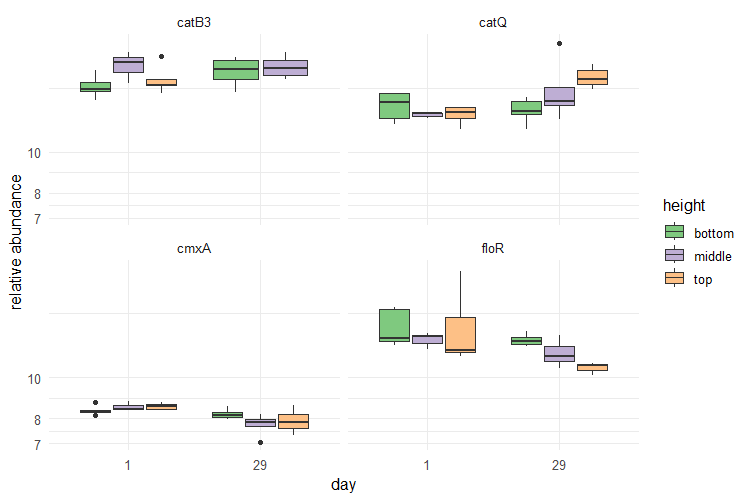 catB3 catQ
10
8
7
cmxA floR
10
8
7
1 29 1 29
day
relative abundance
height
bottom
middle
top